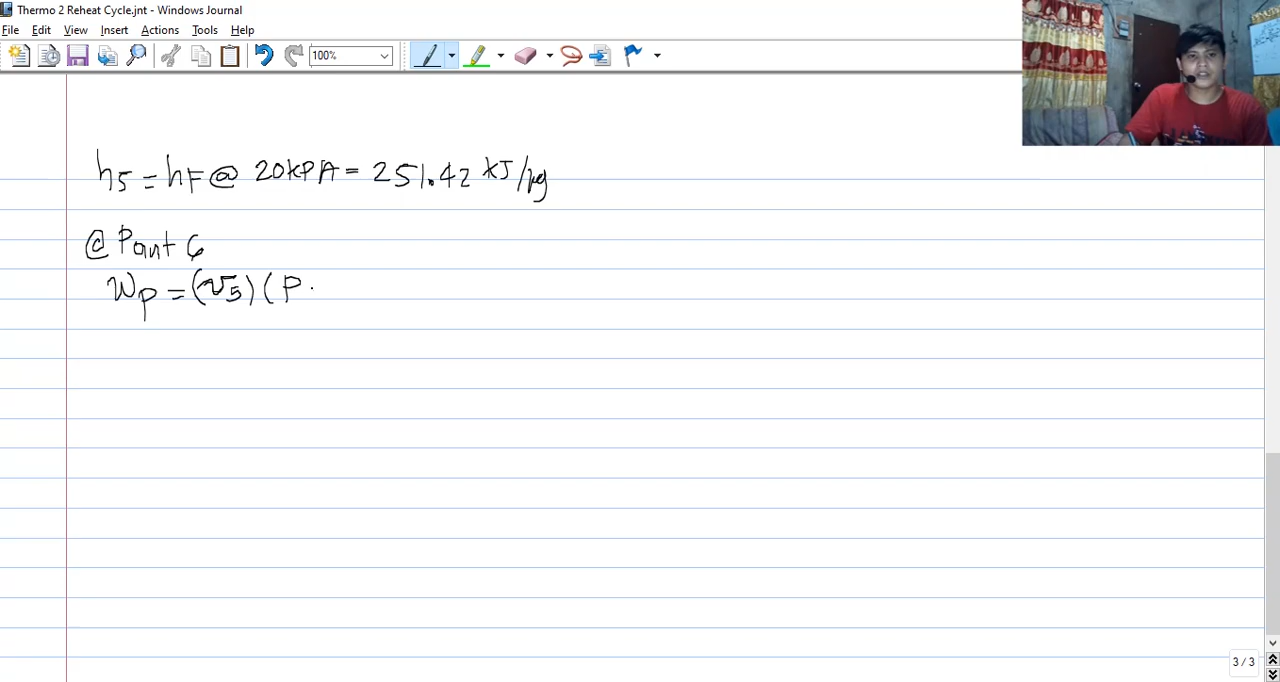 Thermo 2 Reheat Cycle.jnt - Windows Journal
File Edit View Insert Actions Tools Help
100%
h5 = hF @ 20kPA = 251.42 kJ/kg
@ Point 6
Wp = (v5) (P
3 / 3